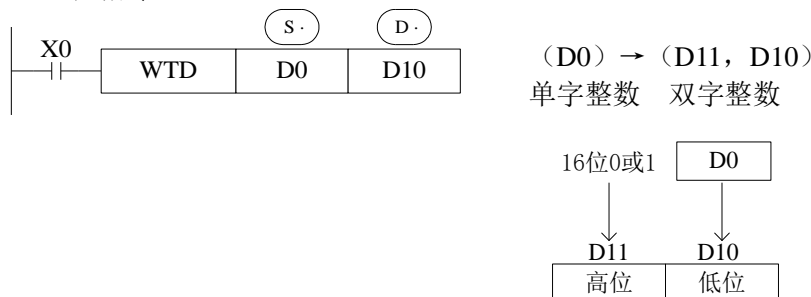 S· D·
X0
WTD D0 D10
（D0）→（D11，D10）
单字整数 双字整数
16位0或1 D0
D11 D10
高位 低位